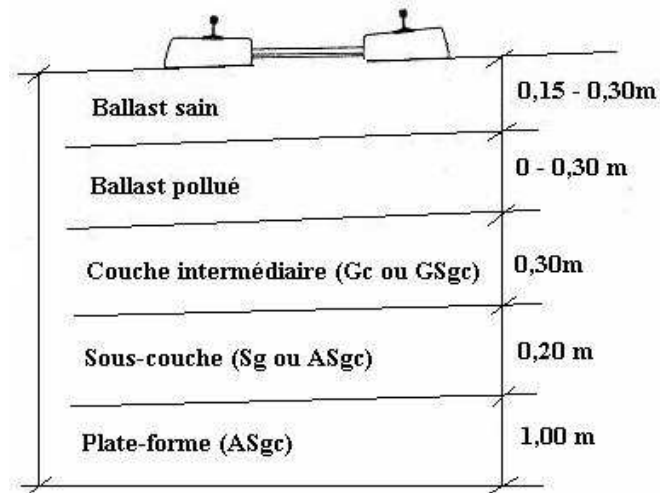 Ballast sain
0,15 - 0,30m
Ballast pollué
0 - 0,30 m
Couche intermédiaire (Gc ou GSgc)
0,30m
Sous-couche (Sg ou ASgc)
0,20 m
Plate-forme (ASgc)
1,00 m